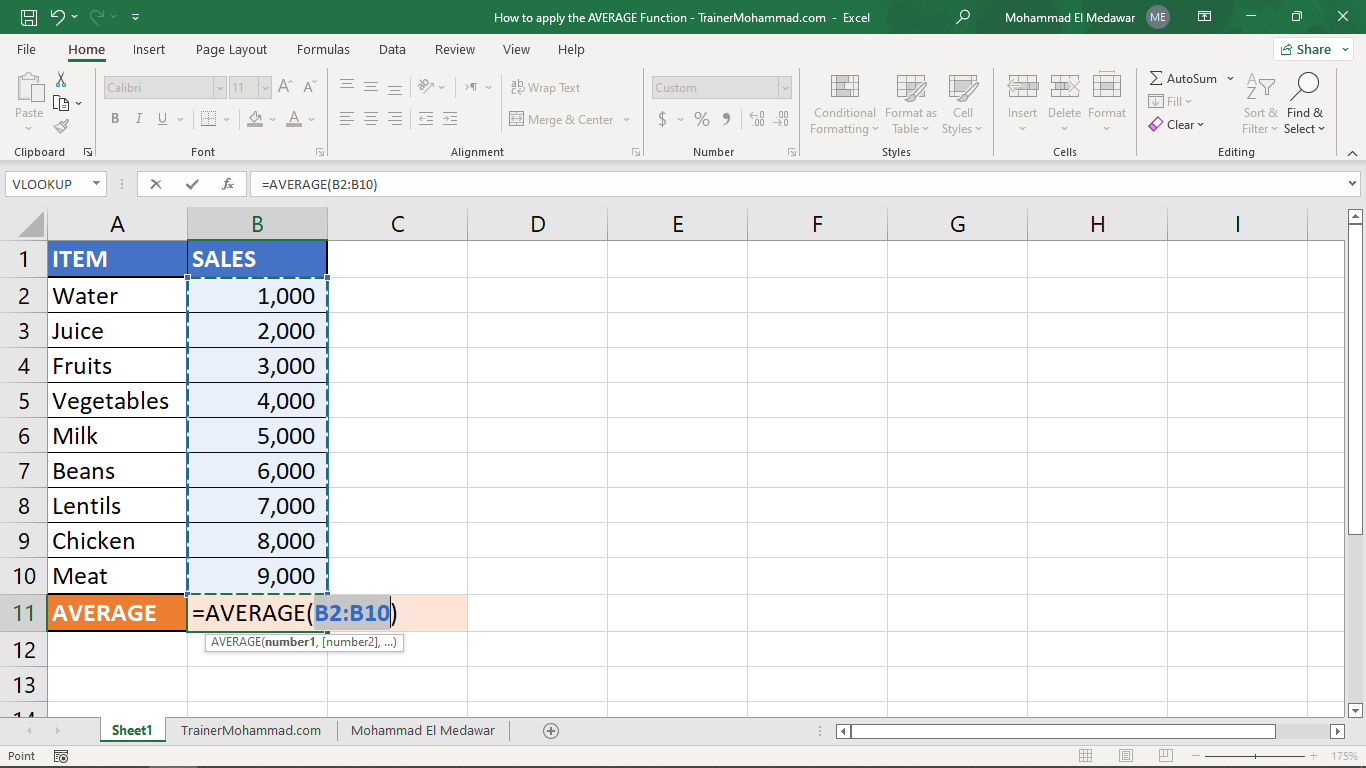 How to apply the AVERAGE Function - TrainerMohammad.com - Excel
Mohammad El Medawar ME
File Home Insert Page Layout Formulas Data Review View Help Share
Paste
Calibri 11
B I U A
Wrap Text
Merge & Center
Custom
$ % 9
Conditional Formatting
Format as Table
Cell Styles
Insert Delete Format
AutoSum
Fill
Clear
Sort & Filter
Find & Select
Clipboard Font Alignment Number Styles Cells Editing
VLOOKUP fx =AVERAGE(B2:B10)
A B C D E F G H I
1 ITEM SALES
2 Water 1,000
3 Juice 2,000
4 Fruits 3,000
5 Vegetables 4,000
6 Milk 5,000
7 Beans 6,000
8 Lentils 7,000
9 Chicken 8,000
10 Meat 9,000
11 AVERAGE =AVERAGE(B2:B10)
AVERAGE(number1, [number2], ...)
12
13
Sheet1 TrainerMohammad.com Mohammad El Medawar
Point 175%